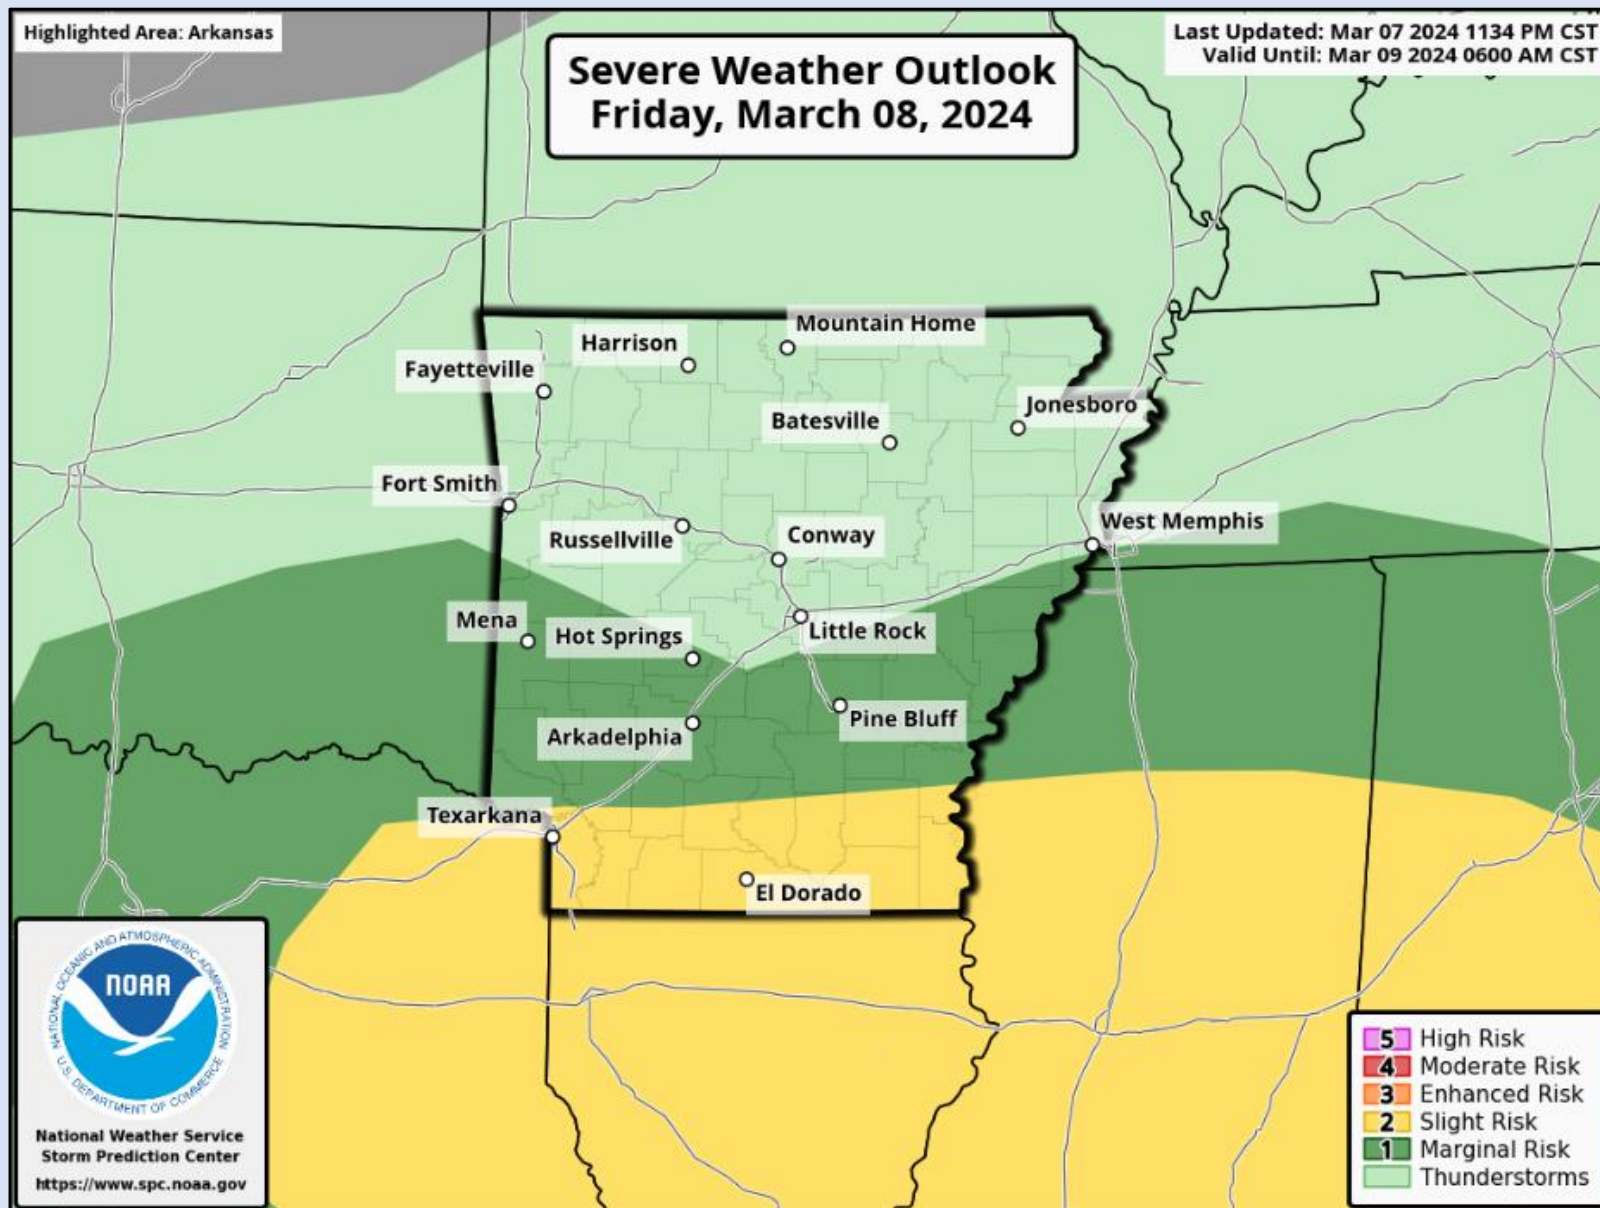 Highlighted Area: Arkansas
Last Updated: Mar 07 2024 1134 PM CST
Valid Until: Mar 09 2024 0600 AM CST
Severe Weather Outlook
Friday, March 08, 2024
Mountain Home
Harrison
Fayetteville
Jonesboro
Batesville
Fort Smith
West Memphis
Russellville
Conway
Mena
Hot Springs
Little Rock
Pine Bluff
Arkadelphia
Texarkana
El Dorado
NATIONAL OCEANIC AND ATMOSPHERIC ADMINISTRATION
NOAA
U.S. DEPARTMENT OF COMMERCE
National Weather Service
Storm Prediction Center
https://www.spc.noaa.gov
5 High Risk
4 Moderate Risk
3 Enhanced Risk
2 Slight Risk
1 Marginal Risk
Thunderstorms